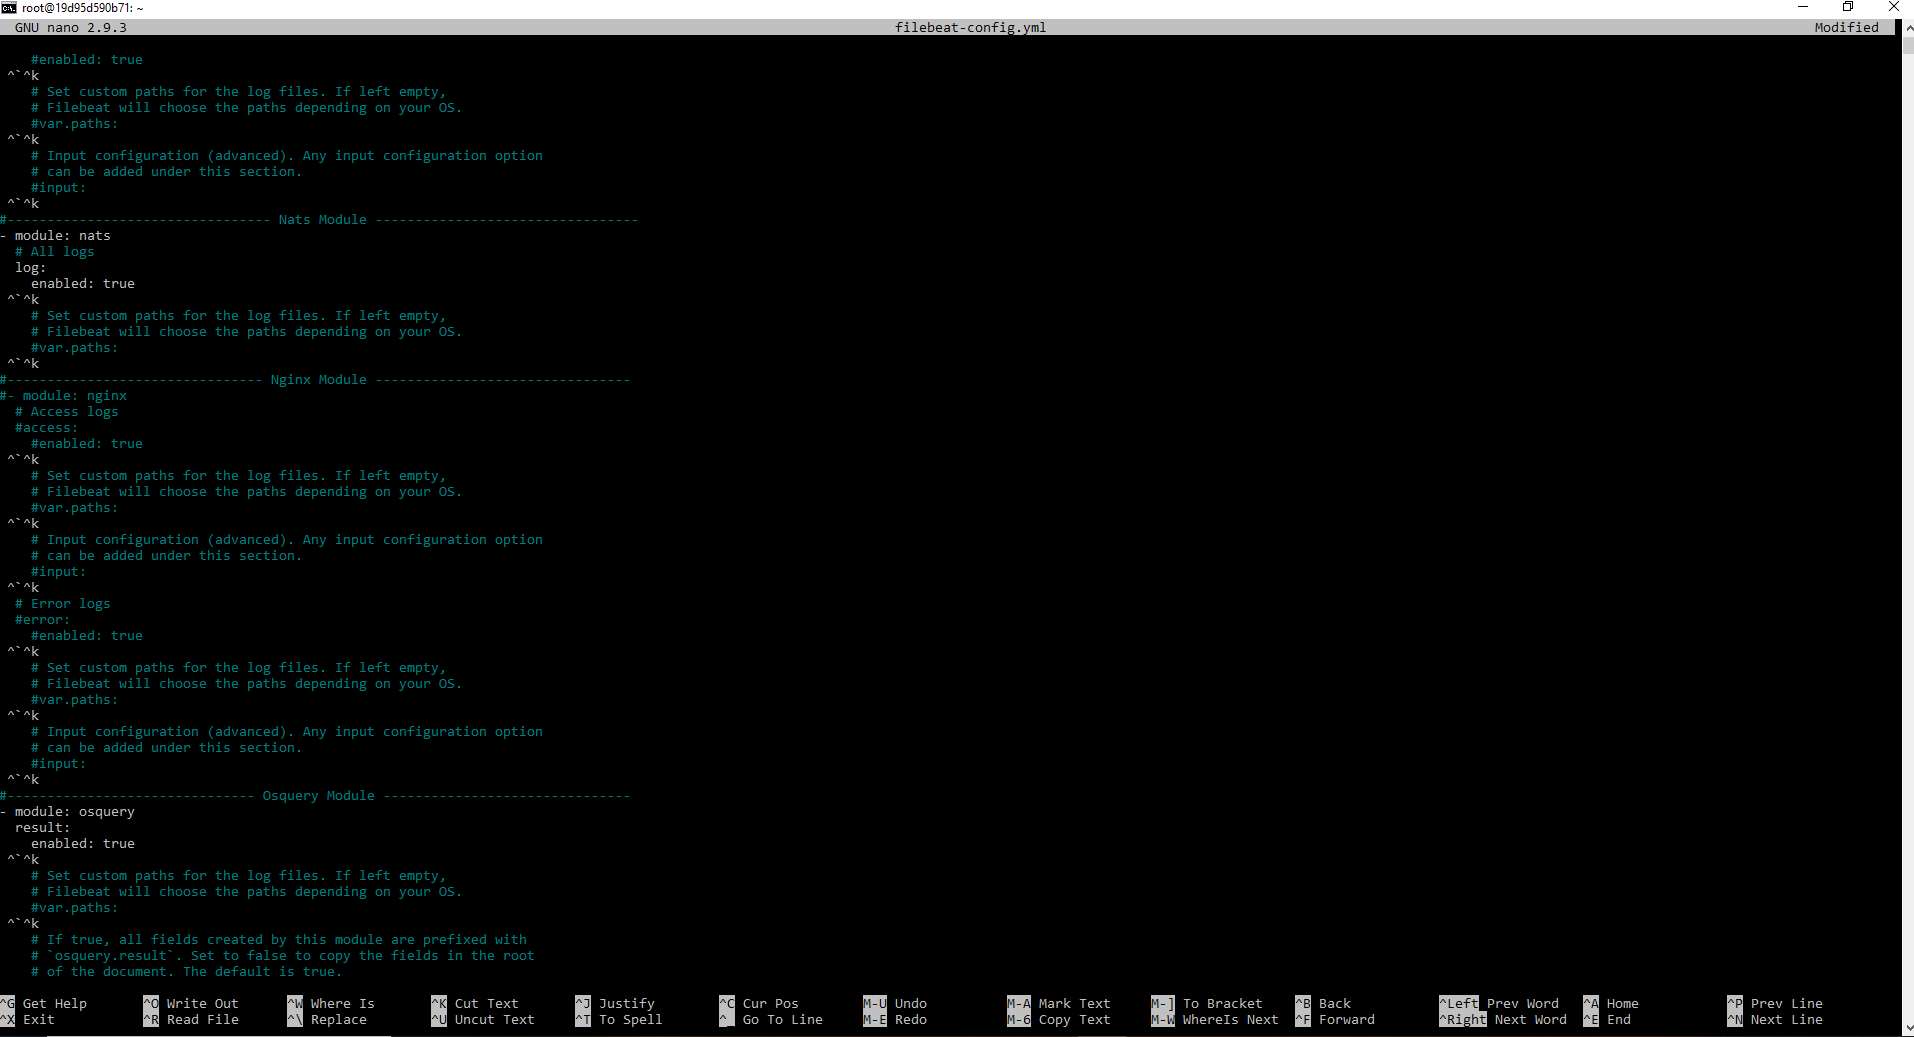 root@19d95d590b71: ~
GNU nano 2.9.3 filebeat-config.yml Modified
#enabled: true
^`^k
# Set custom paths for the log files. If left empty,
# Filebeat will choose the paths depending on your OS.
#var.paths:
^`^k
# Input configuration (advanced). Any input configuration option
# can be added under this section.
#input:
^`^k
#--------------------------------- Nats Module ---------------------------------
- module: nats
# All logs
log:
enabled: true
^`^k
# Set custom paths for the log files. If left empty,
# Filebeat will choose the paths depending on your OS.
#var.paths:
^`^k
#-------------------------------- Nginx Module --------------------------------
#- module: nginx
# Access logs
#access:
#enabled: true
^`^k
# Set custom paths for the log files. If left empty,
# Filebeat will choose the paths depending on your OS.
#var.paths:
^`^k
# Input configuration (advanced). Any input configuration option
# can be added under this section.
#input:
^`^k
# Error logs
#error:
#enabled: true
^`^k
# Set custom paths for the log files. If left empty,
# Filebeat will choose the paths depending on your OS.
#var.paths:
^`^k
# Input configuration (advanced). Any input configuration option
# can be added under this section.
#input:
^`^k
#------------------------------- Osquery Module -------------------------------
- module: osquery
result:
enabled: true
^`^k
# Set custom paths for the log files. If left empty,
# Filebeat will choose the paths depending on your OS.
#var.paths:
^`^k
# If true, all fields created by this module are prefixed with
# `osquery.result`. Set to false to copy the fields in the root
# of the document. The default is true.
^G Get Help ^O Write Out ^W Where Is ^K Cut Text ^J Justify ^C Cur Pos M-U Undo M-A Mark Text M-] To Bracket ^B Back ^Left Prev Word ^A Home ^P Prev Line
^X Exit ^R Read File ^\ Replace ^U Uncut Text ^T To Spell ^_ Go To Line M-E Redo M-6 Copy Text M-W WhereIs Next ^F Forward ^Right Next Word ^E End ^N Next Line